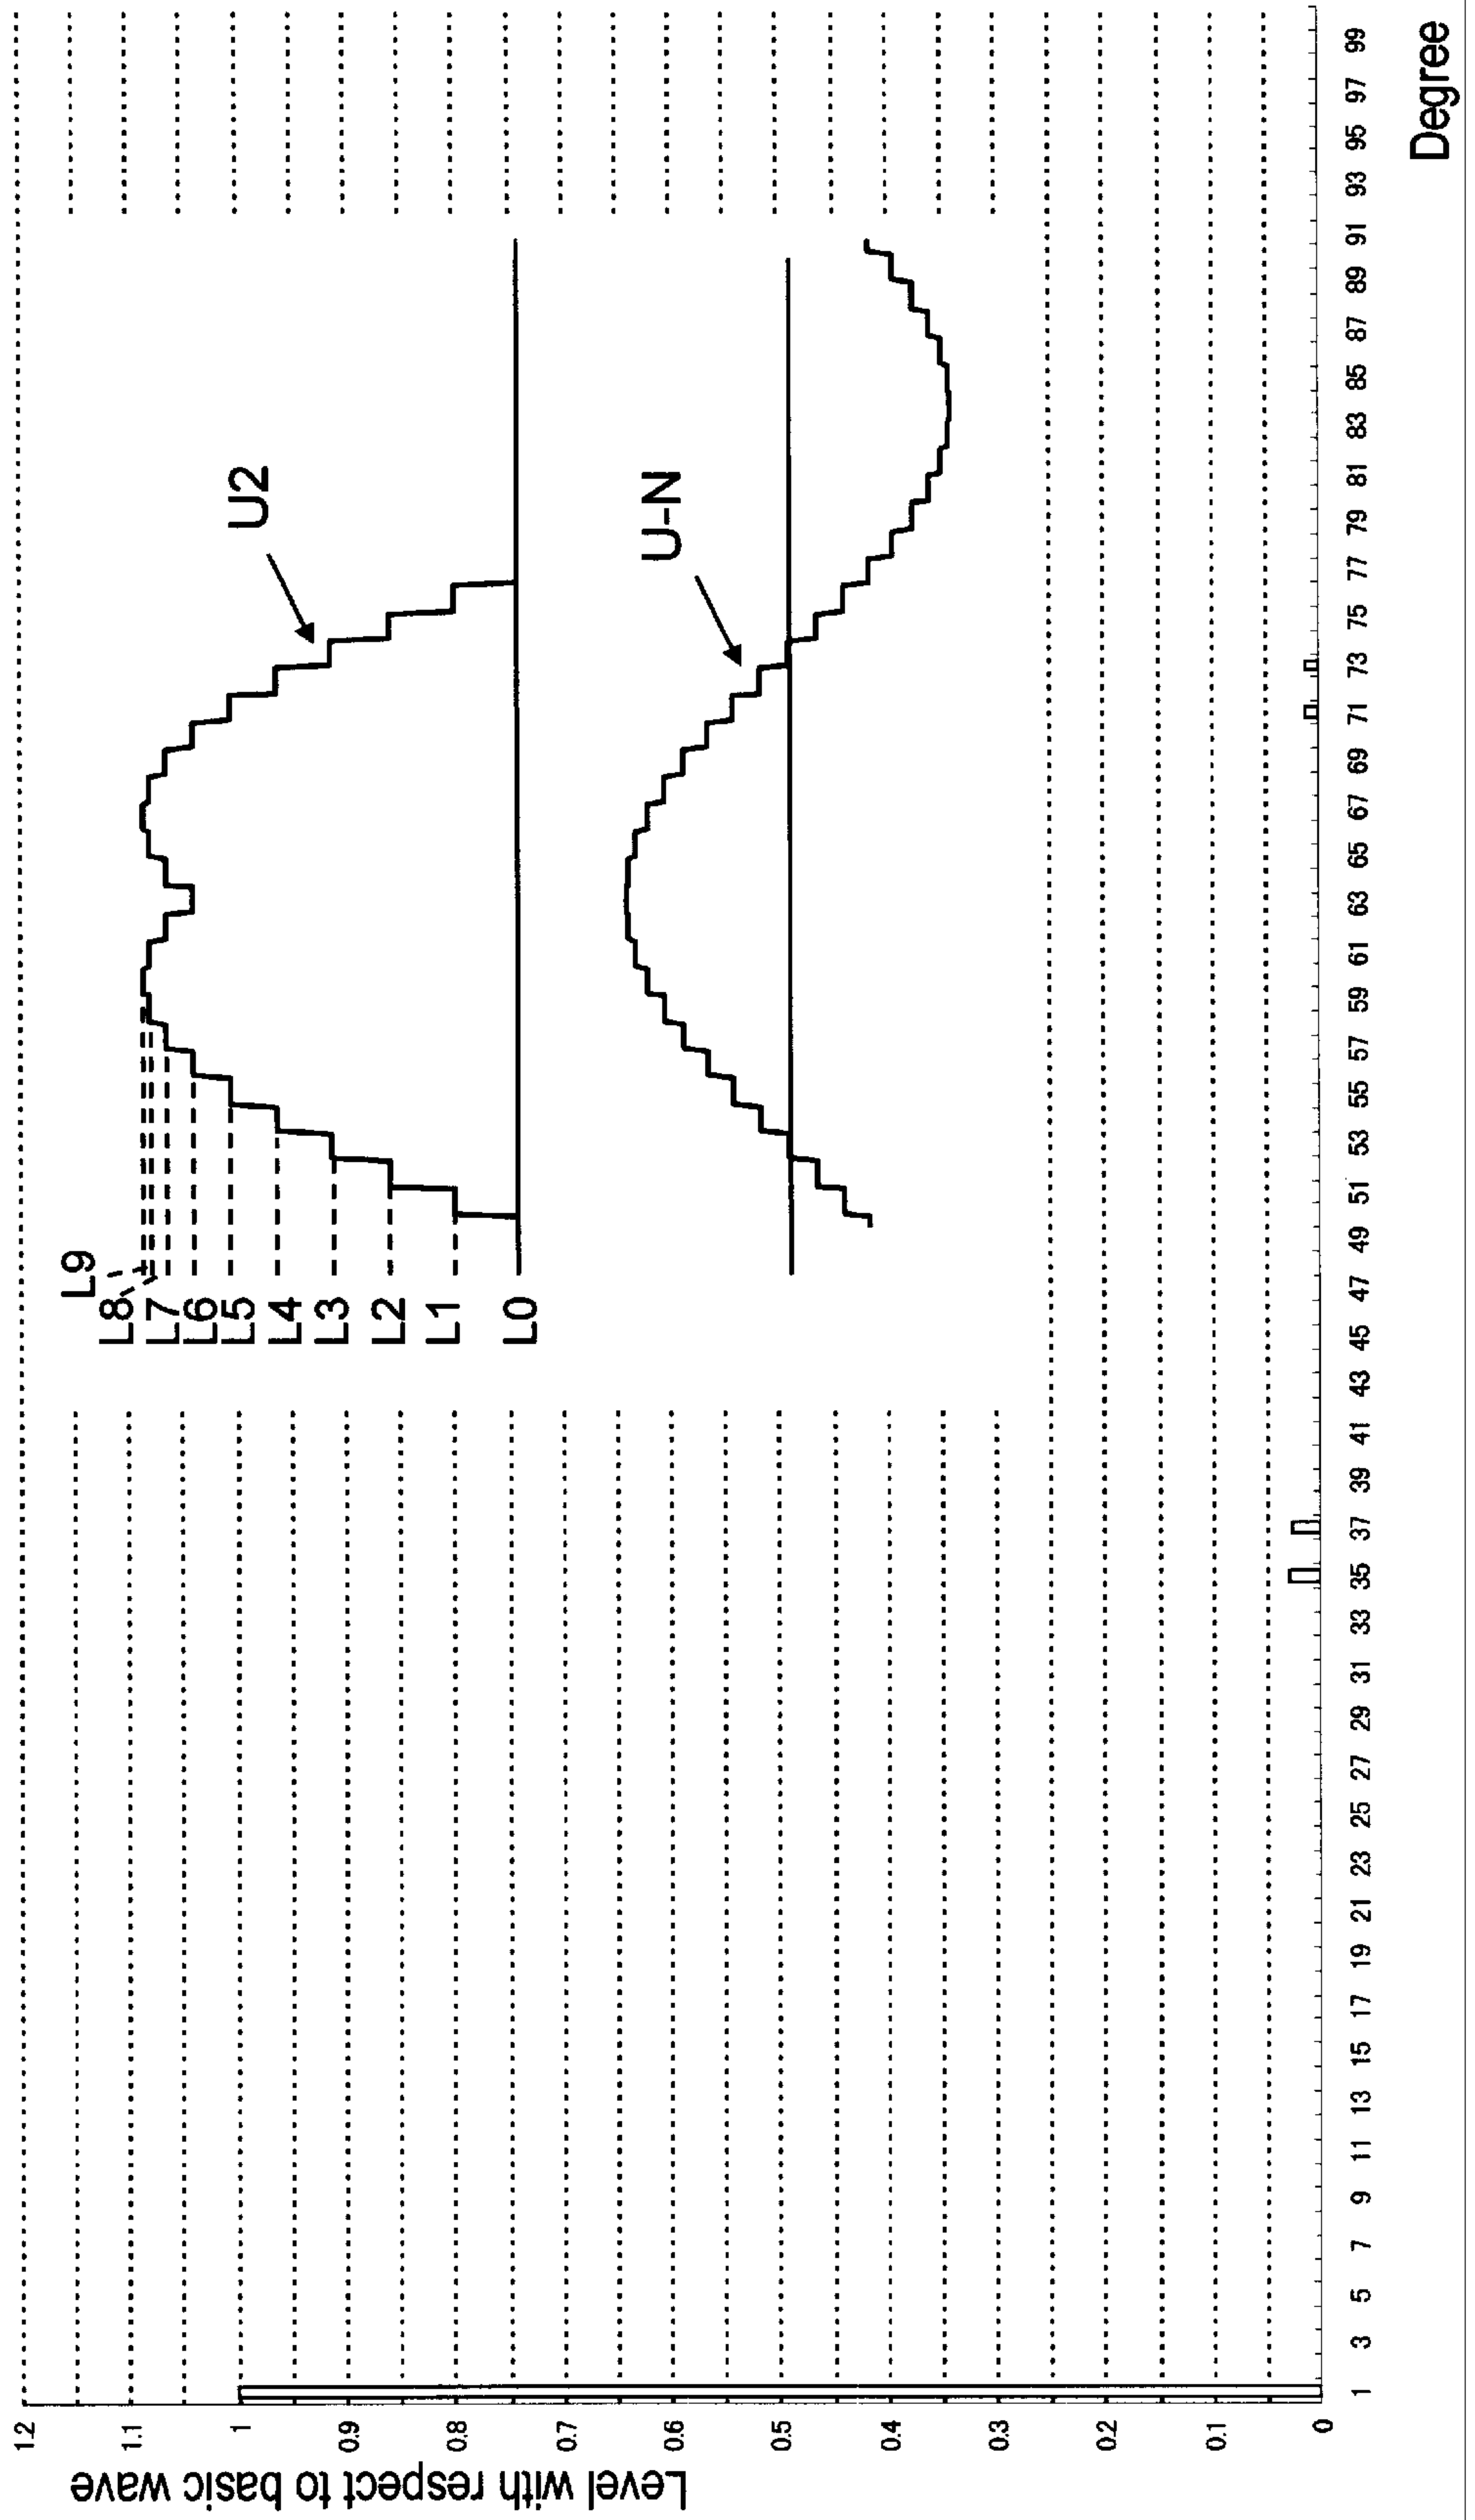 Level with respect to basic wave
1.2
1.1
1
0.9
0.8
0.7
0.6
0.5
0.4
0.3
0.2
0.1
0
L9
L8
L7
L6
L5
L4
L3
L2
L1
L0
U2
U-N
1 3 5 7 9 11 13 15 17 19 21 23 25 27 29 31 33 35 37 39 41 43 45 47 49 51 53 55 57 59 61 63 65 67 69 71 73 75 77 79 81 83 85 87 89 91 93 95 97 99
Degree